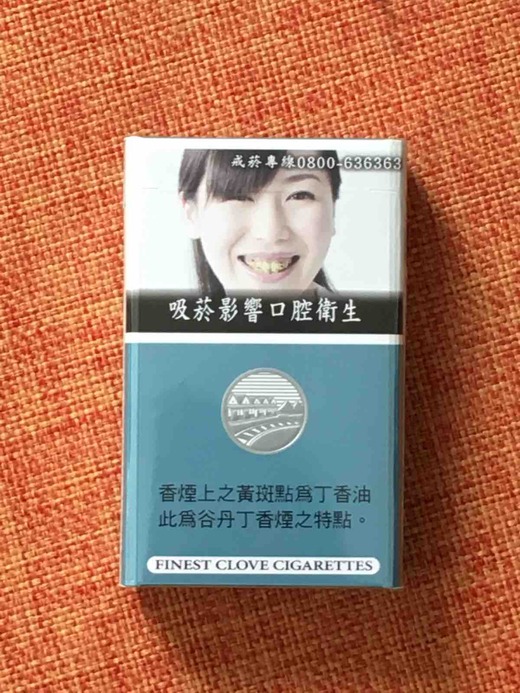 戒菸專線0800-636363
吸菸影響口腔衛生
香煙上之黃斑點爲丁香油
此爲谷丹丁香煙之特點。
FINEST CLOVE CIGARETTES